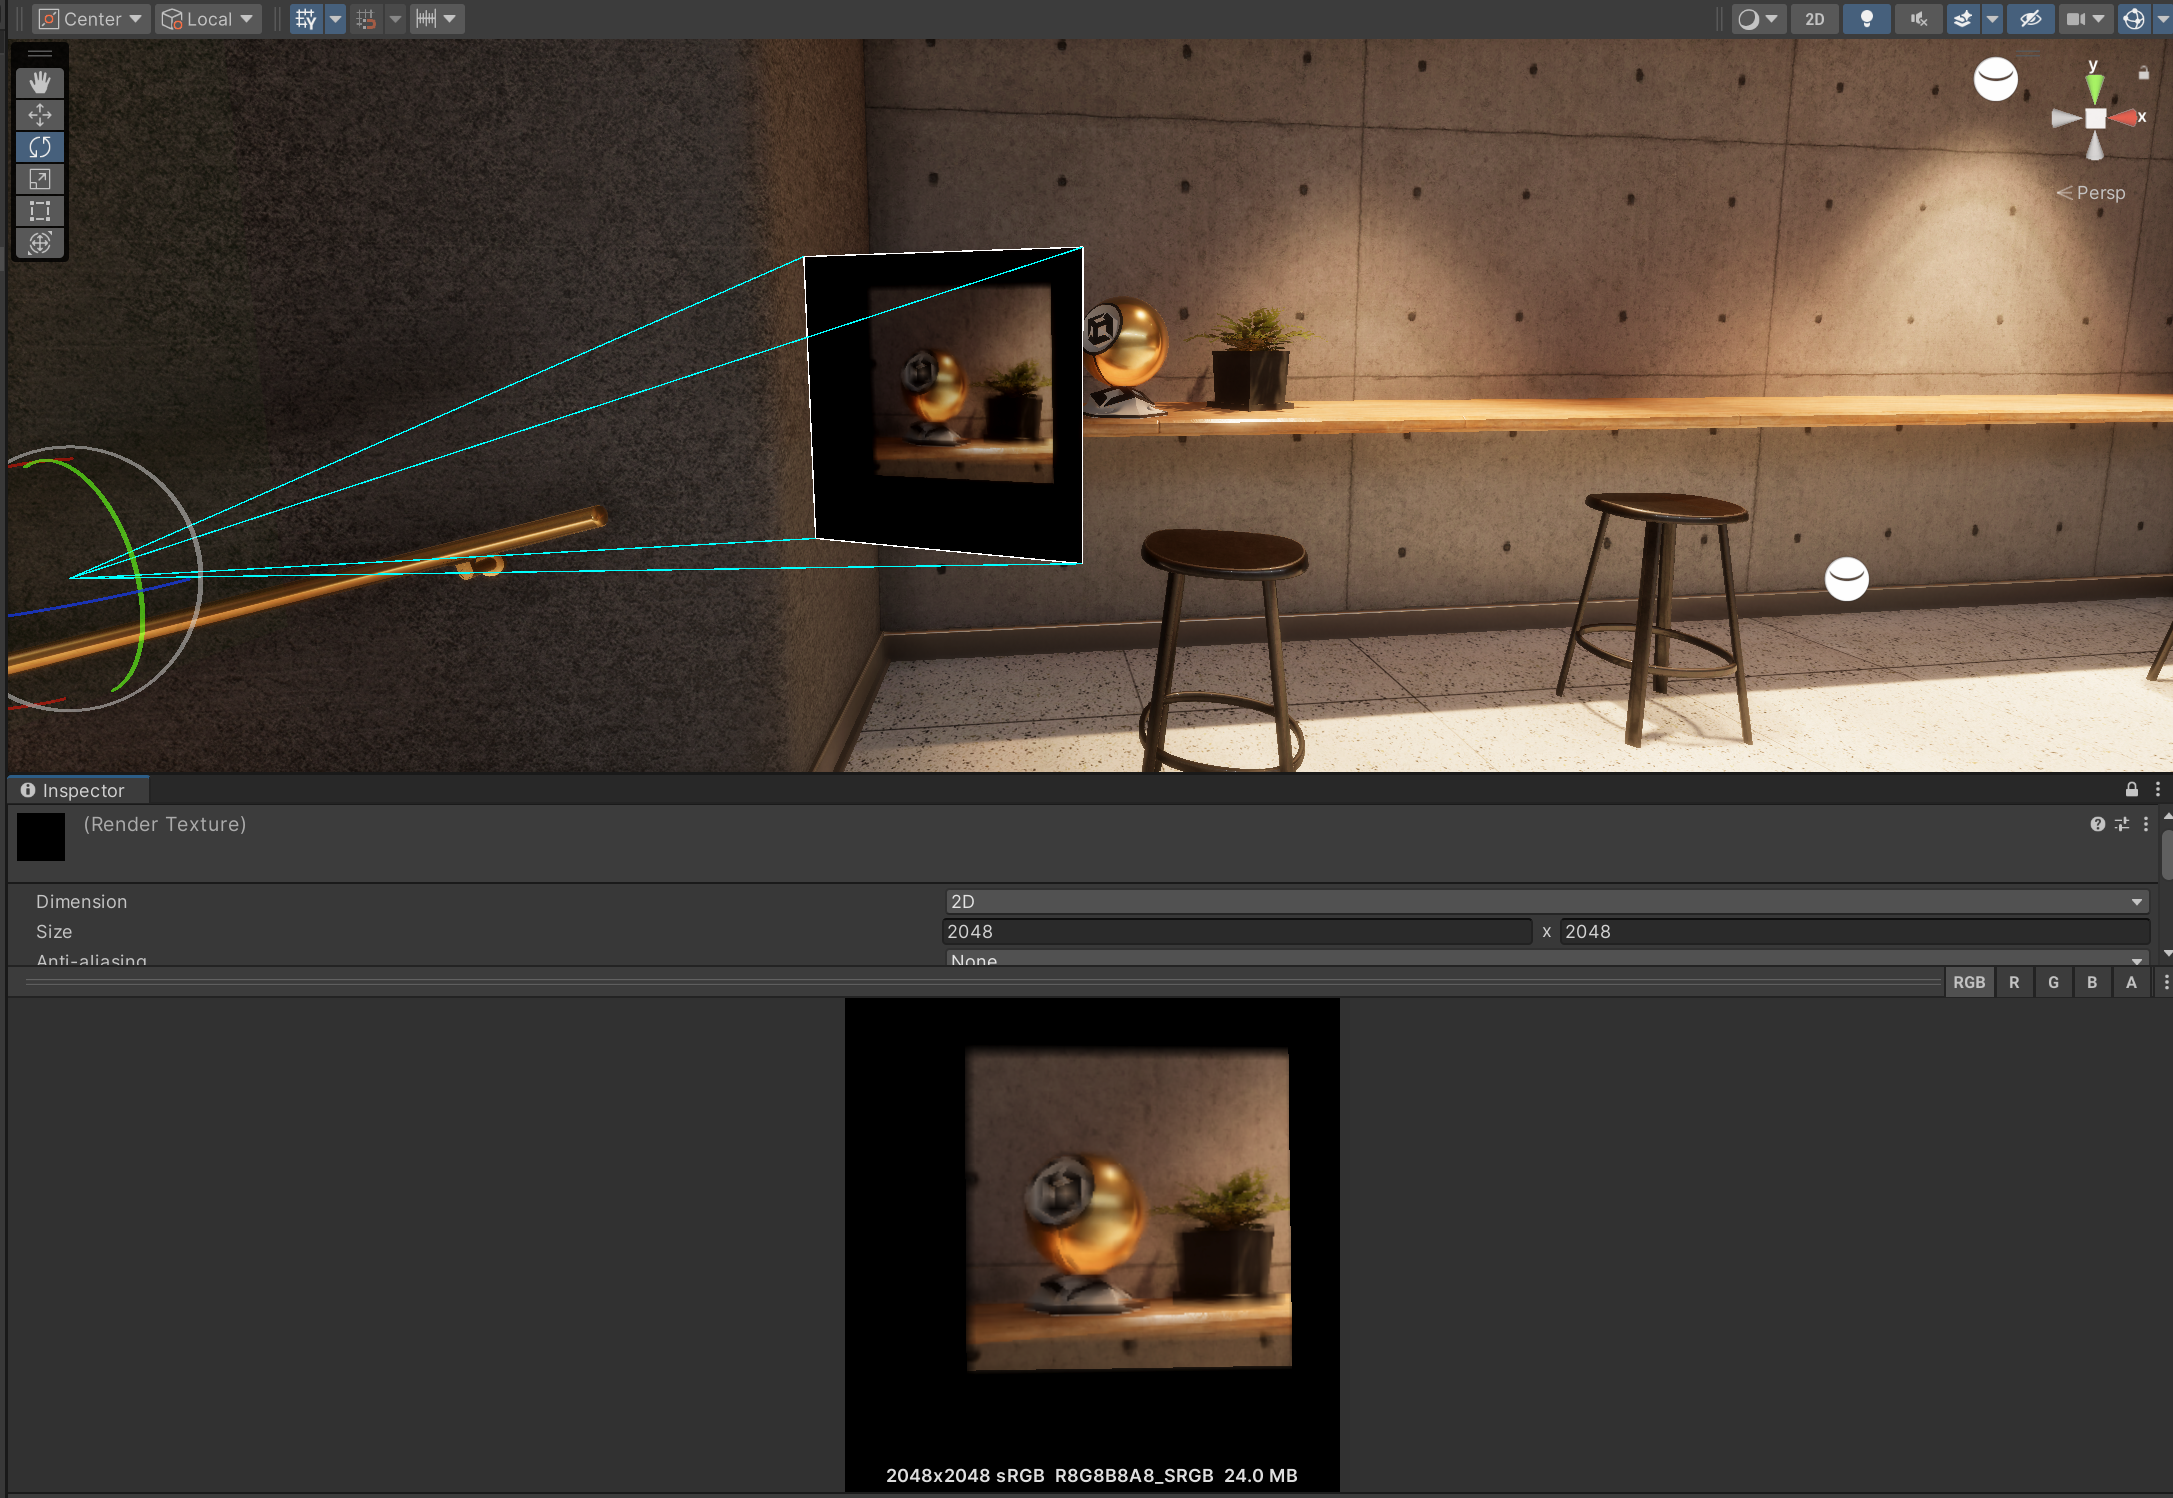 Center
Local
2D
y
x
Persp
Inspector
(Render Texture)
Dimension
2D
Size
2048
x
2048
Anti-aliasing
None
RGB
R
G
B
A
2048x2048 sRGB R8G8B8A8_SRGB 24.0 MB